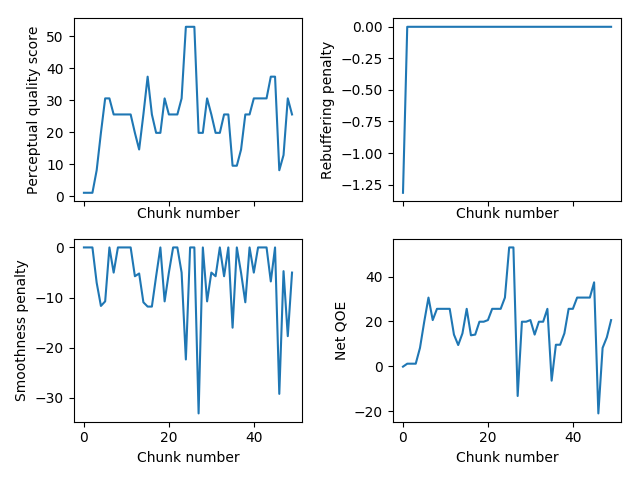 Perceptual quality score
50
40
30
20
10
0
Chunk number
Rebuffering penalty
0.00
−0.25
−0.50
−0.75
−1.00
−1.25
Chunk number
Smoothness penalty
0
−10
−20
−30
0 20 40
Chunk number
Net QOE
40
20
0
−20
0 20 40
Chunk number